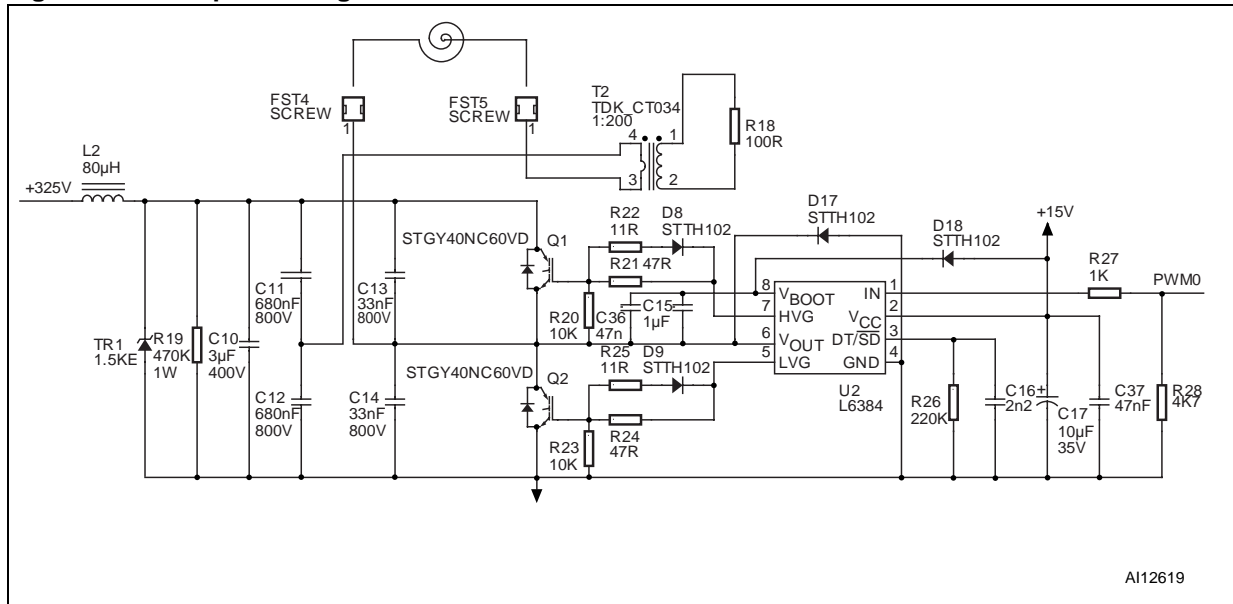 FST4
SCREW
1
FST5
SCREW
1
T2
TDK_CT034
1:200
4
1
3
2
R18
100R
L2
80µH
+325V
TR1
1.5KE
R19
470K
1W
C10
3µF
400V
C11
680nF
800V
C12
680nF
800V
C13
33nF
800V
C14
33nF
800V
STGY40NC60VD
Q1
STGY40NC60VD
Q2
R22
11R
D8
STTH102
R21 47R
R20
10K
C36
47n
C15
1µF
R25
11R
D9
STTH102
R24
47R
R23
10K
D17
STTH102
D18
STTH102
+15V
8
VBOOT
7
HVG
6
VOUT
5
LVG
IN
1
VCC
2
DT/SD
3
GND
4
U2
L6384
R27
1K
PWM0
R26
220K
C16
2n2
+
C17
10µF
35V
C37
47nF
R28
4K7
AI12619